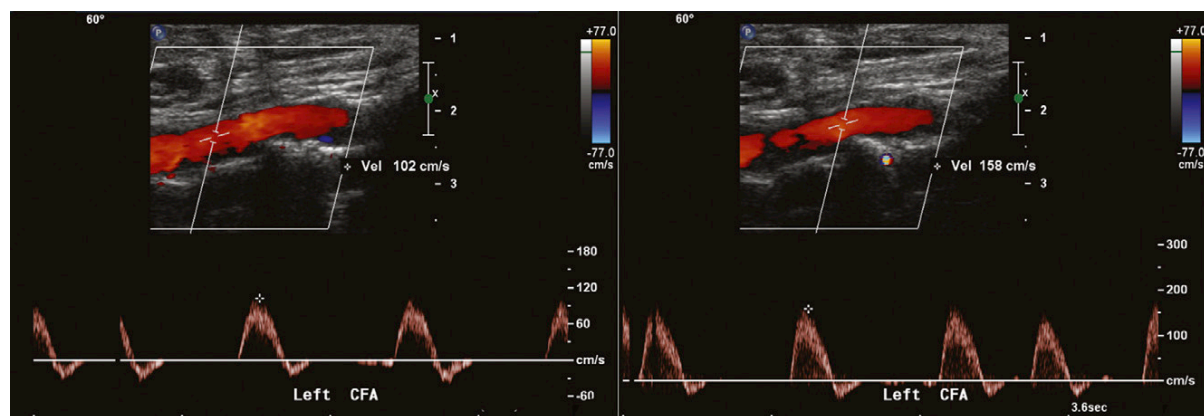 60°
P
1
2
3
x
+77.0
-77.0
cm/s
Vel 102 cm/s
180
120
60
cm/s
-60
Left CFA
60°
P
1
2
3
x
+77.0
-77.0
cm/s
Vel 158 cm/s
300
200
100
cm/s
Left CFA
3.6sec